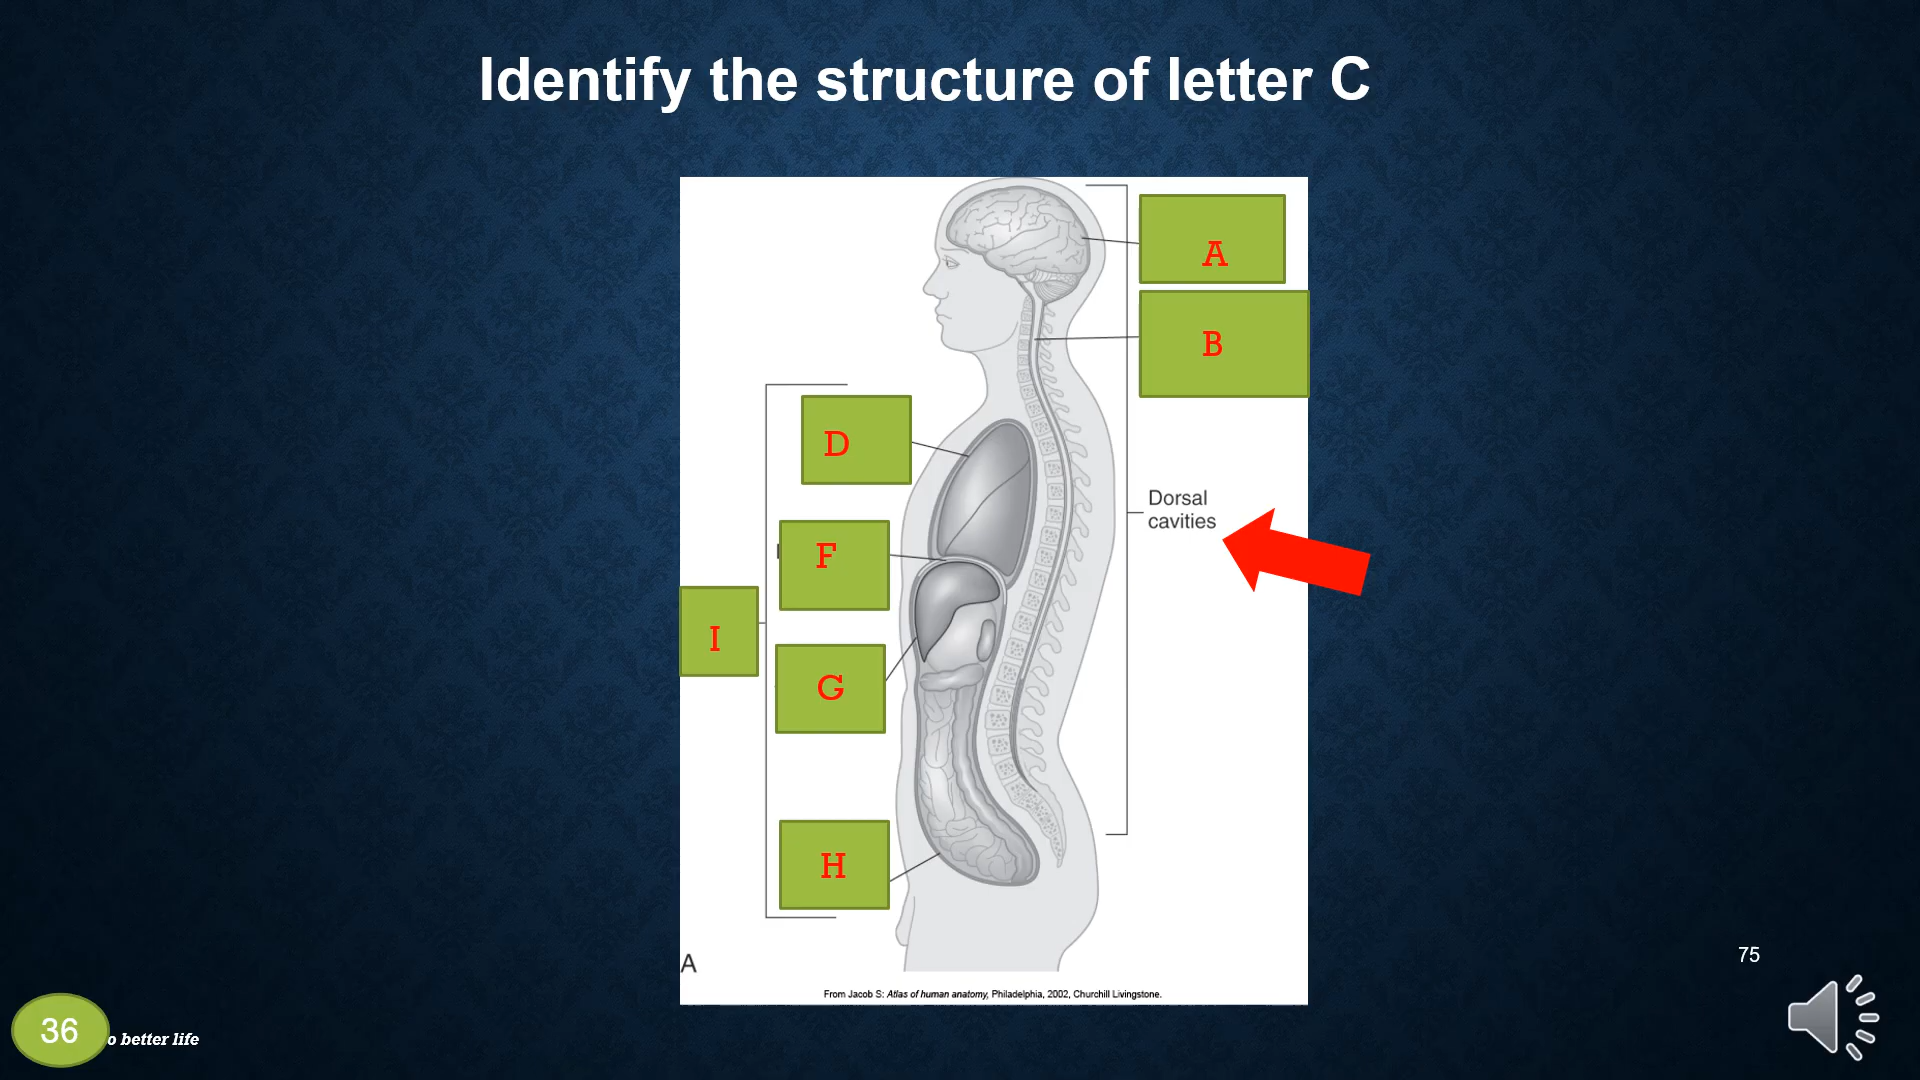 Identify the structure of letter C
A
B
D
Dorsal
cavities
F
I
G
H
A
From Jacob S: Atlas of human anatomy, Philadelphia, 2002, Churchill Livingstone.
75
36
o better life